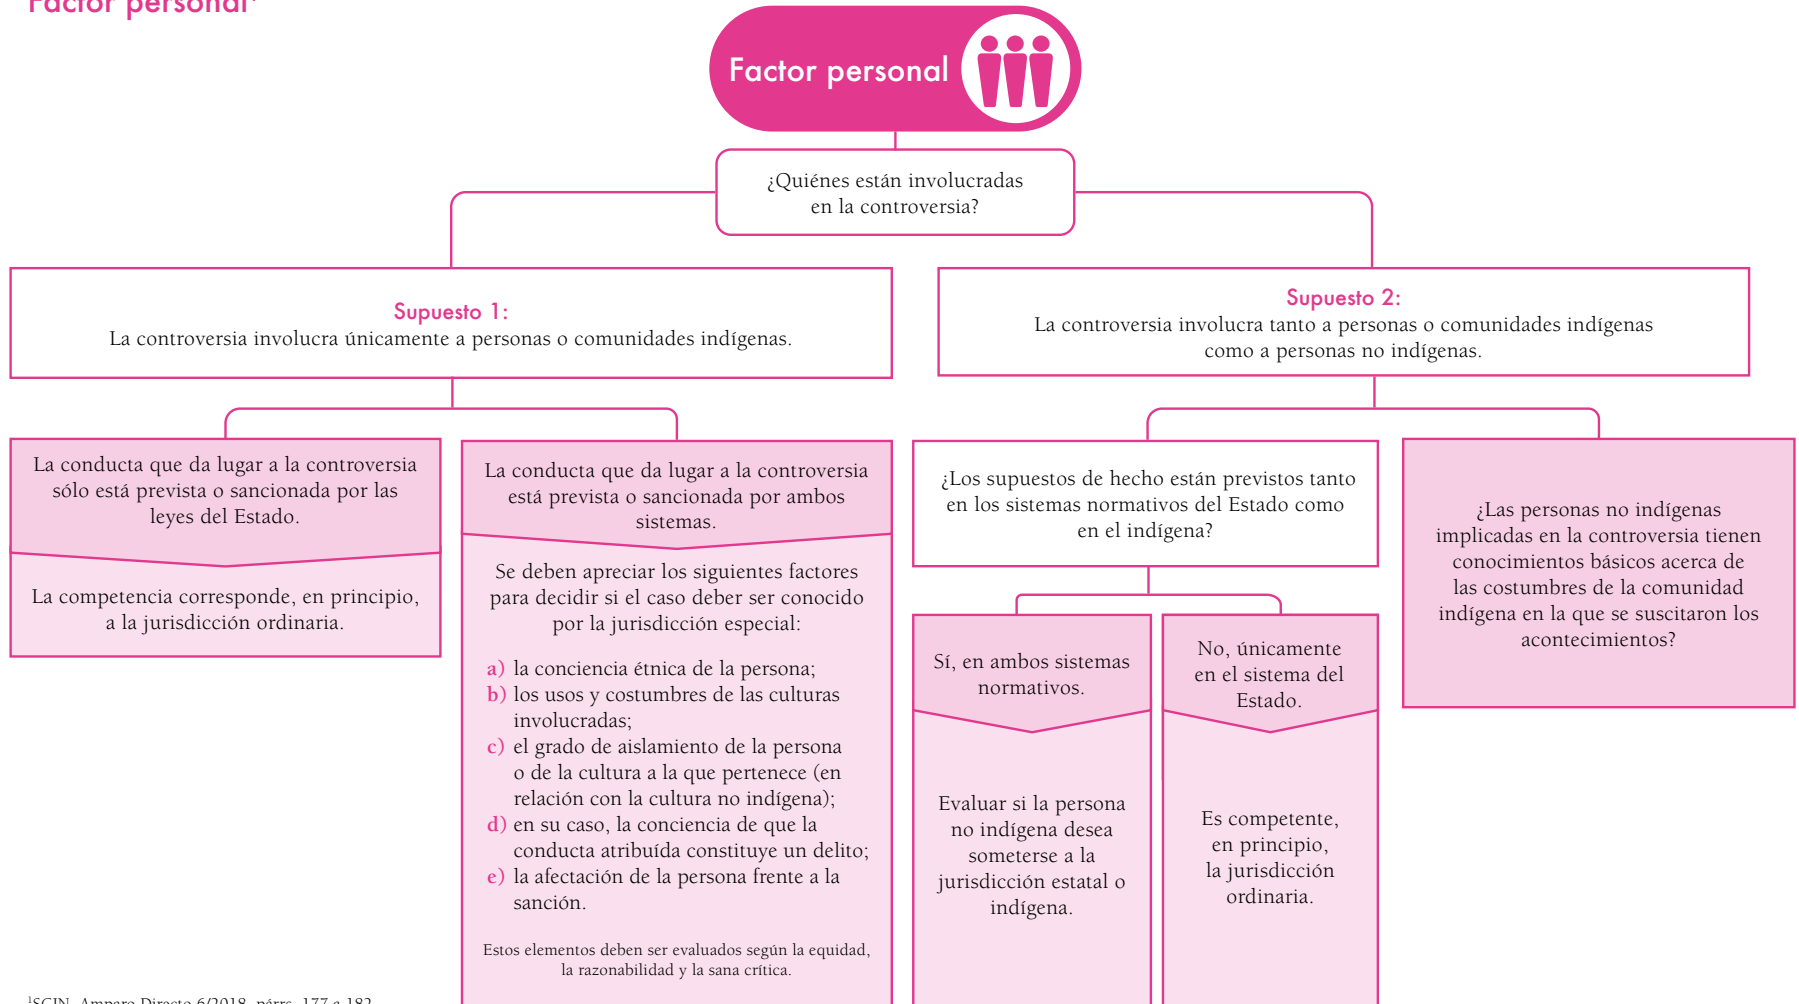 Factor personal¹
Factor personal
¿Quiénes están involucradas
en la controversia?
Supuesto 1:
La controversia involucra únicamente a personas o comunidades indígenas.
Supuesto 2:
La controversia involucra tanto a personas o comunidades indígenas
como a personas no indígenas.
La conducta que da lugar a la controversia
sólo está prevista o sancionada por las
leyes del Estado.
La competencia corresponde, en principio,
a la jurisdicción ordinaria.
La conducta que da lugar a la controversia
está prevista o sancionada por ambos
sistemas.
Se deben apreciar los siguientes factores
para decidir si el caso deber ser conocido
por la jurisdicción especial:
a) la conciencia étnica de la persona;
b) los usos y costumbres de las culturas
involucradas;
c) el grado de aislamiento de la persona
o de la cultura a la que pertenece (en
relación con la cultura no indígena);
d) en su caso, la conciencia de que la
conducta atribuída constituye un delito;
e) la afectación de la persona frente a la
sanción.
Estos elementos deben ser evaluados según la equidad,
la razonabilidad y la sana crítica.
¿Los supuestos de hecho están previstos tanto
en los sistemas normativos del Estado como
en el indígena?
Sí, en ambos sistemas
normativos.
Evaluar si la persona
no indígena desea
someterse a la
jurisdicción estatal o
indígena.
No, únicamente
en el sistema del
Estado.
Es competente,
en principio,
la jurisdicción
ordinaria.
¿Las personas no indígenas
implicadas en la controversia tienen
conocimientos básicos acerca de
las costumbres de la comunidad
indígena en la que se suscitaron los
acontecimientos?
¹SCJN, Amparo Directo 6/2018, párrs. 177 a 182